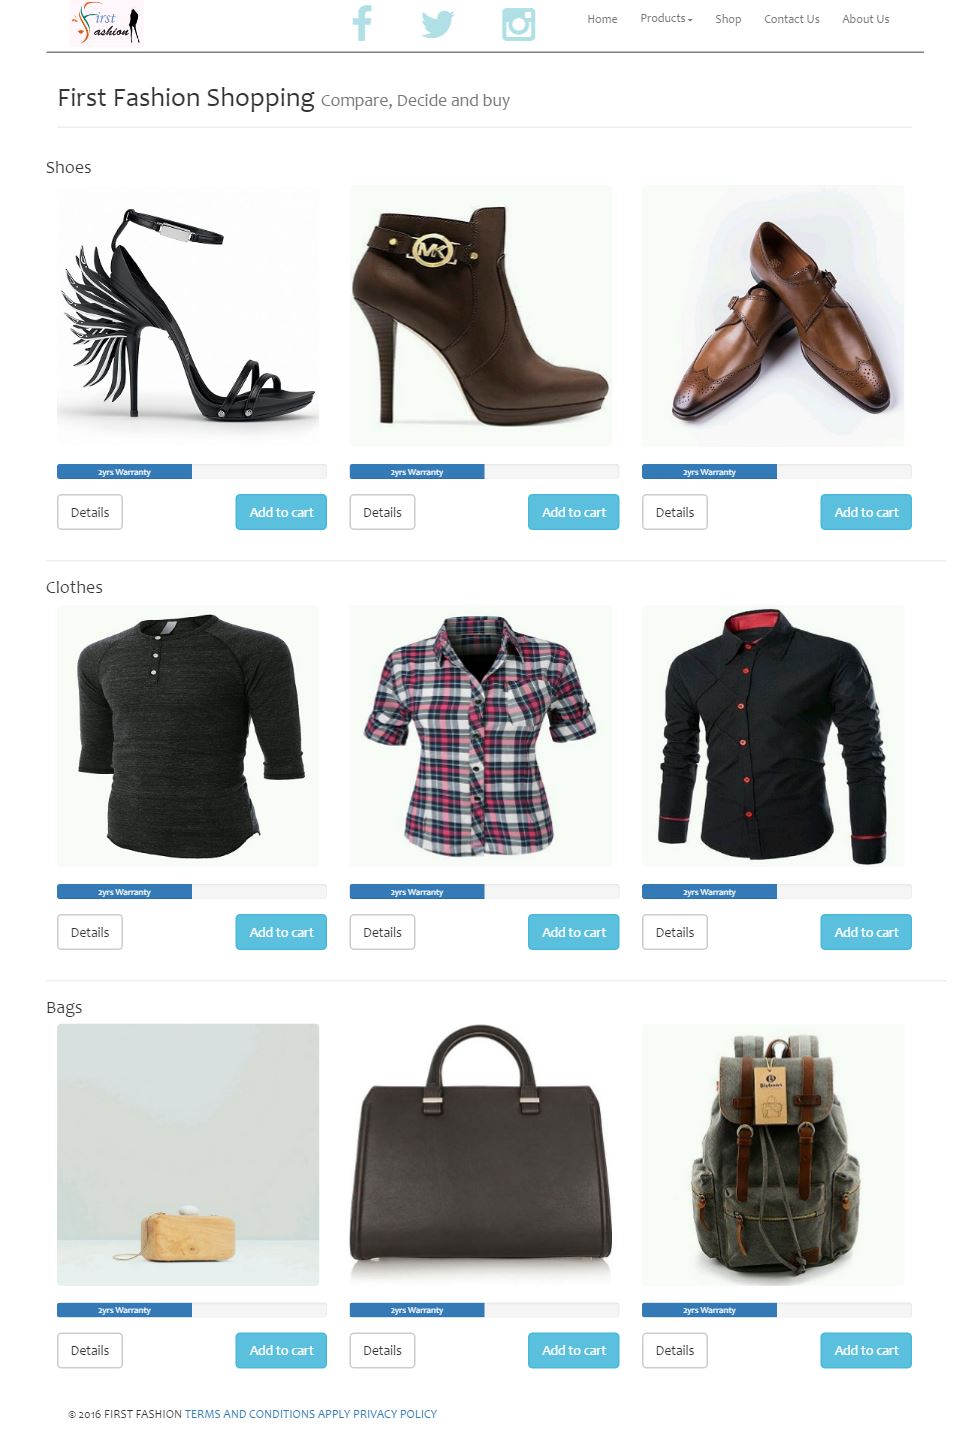 First
Fashion
Home Products Shop Contact Us About Us
First Fashion Shopping Compare, Decide and buy
Shoes
MK
2yrs Warranty 2yrs Warranty 2yrs Warranty
Details Add to cart Details Add to cart Details Add to cart
Clothes
2yrs Warranty 2yrs Warranty 2yrs Warranty
Details Add to cart Details Add to cart Details Add to cart
Bags
2yrs Warranty 2yrs Warranty 2yrs Warranty
Details Add to cart Details Add to cart Details Add to cart
© 2016 FIRST FASHION TERMS AND CONDITIONS APPLY PRIVACY POLICY